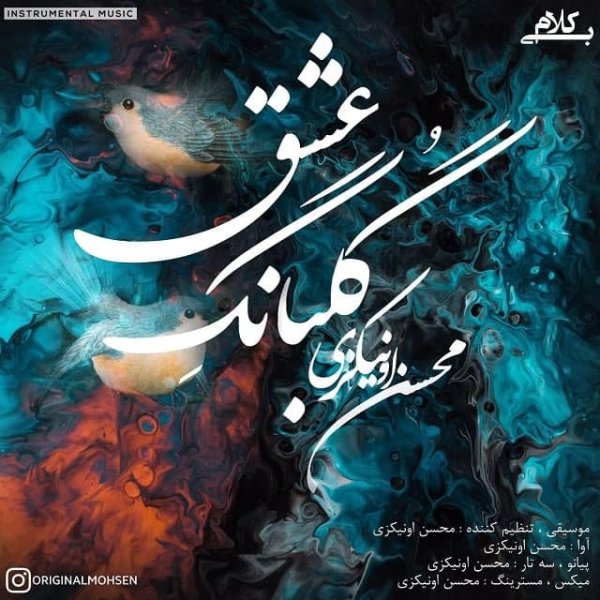 INSTRUMENTAL MUSIC
بی کلام
گلبانگِ عشق
محسن اونیکزی
موسیقی ، تنظیم کننده : محسن اونیکزی
آوا : محسن اونیکزی
پیانو ، سه تار : محسن اونیکزی
میکس ، مسترینگ : محسن اونیکزی
ORIGINALMOHSEN